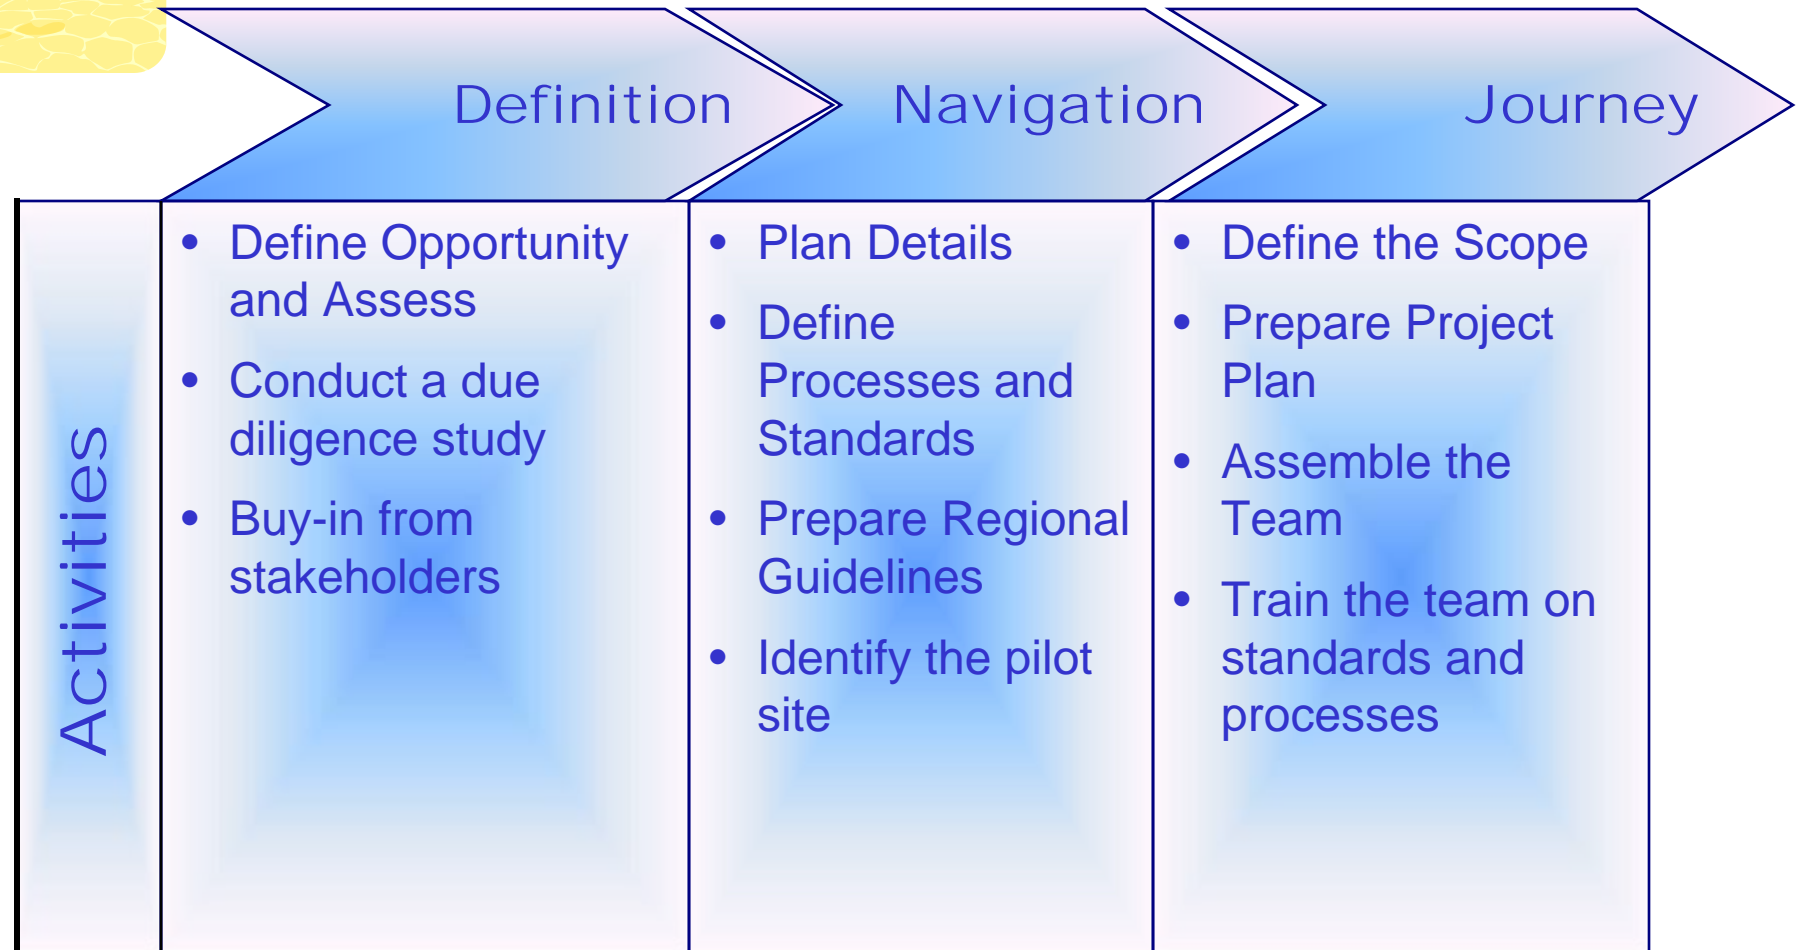 Definition
Navigation
Journey
Activities
• Define Opportunity
and Assess
• Conduct a due
diligence study
• Buy-in from
stakeholders
• Plan Details
• Define
Processes and
Standards
• Prepare Regional
Guidelines
• Identify the pilot
site
• Define the Scope
• Prepare Project
Plan
• Assemble the
Team
• Train the team on
standards and
processes